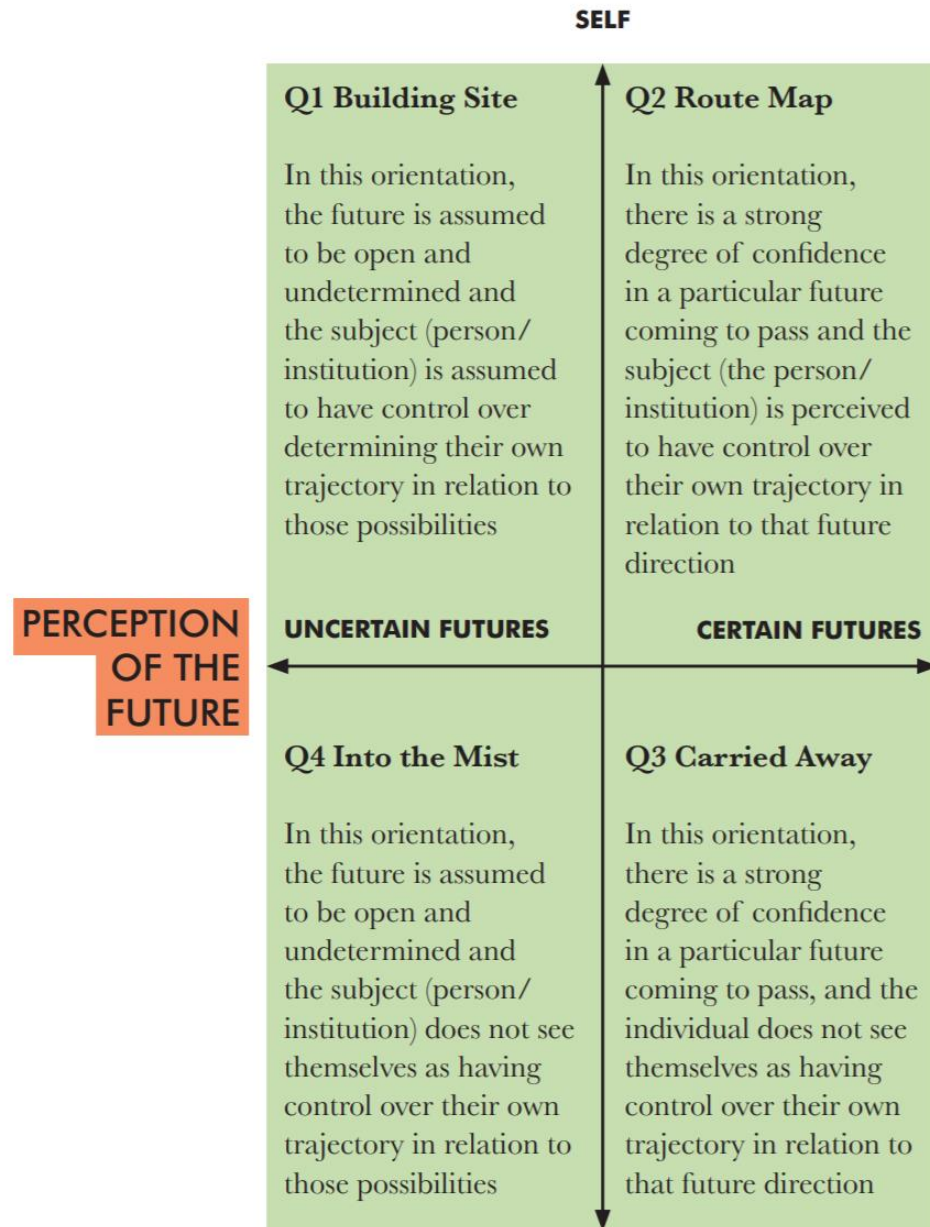 SELF
Q1 Building Site
In this orientation,
the future is assumed
to be open and
undetermined and
the subject (person/
institution) is assumed
to have control over
determining their own
trajectory in relation to
those possibilities
Q2 Route Map
In this orientation,
there is a strong
degree of confidence
in a particular future
coming to pass and the
subject (the person/
institution) is perceived
to have control over
their own trajectory in
relation to that future
direction
PERCEPTION
OF THE
FUTURE
UNCERTAIN FUTURES
CERTAIN FUTURES
Q4 Into the Mist
In this orientation,
the future is assumed
to be open and
undetermined and
the subject (person/
institution) does not see
themselves as having
control over their own
trajectory in relation to
those possibilities
Q3 Carried Away
In this orientation,
there is a strong
degree of confidence
in a particular future
coming to pass, and the
individual does not see
themselves as having
control over their own
trajectory in relation to
that future direction